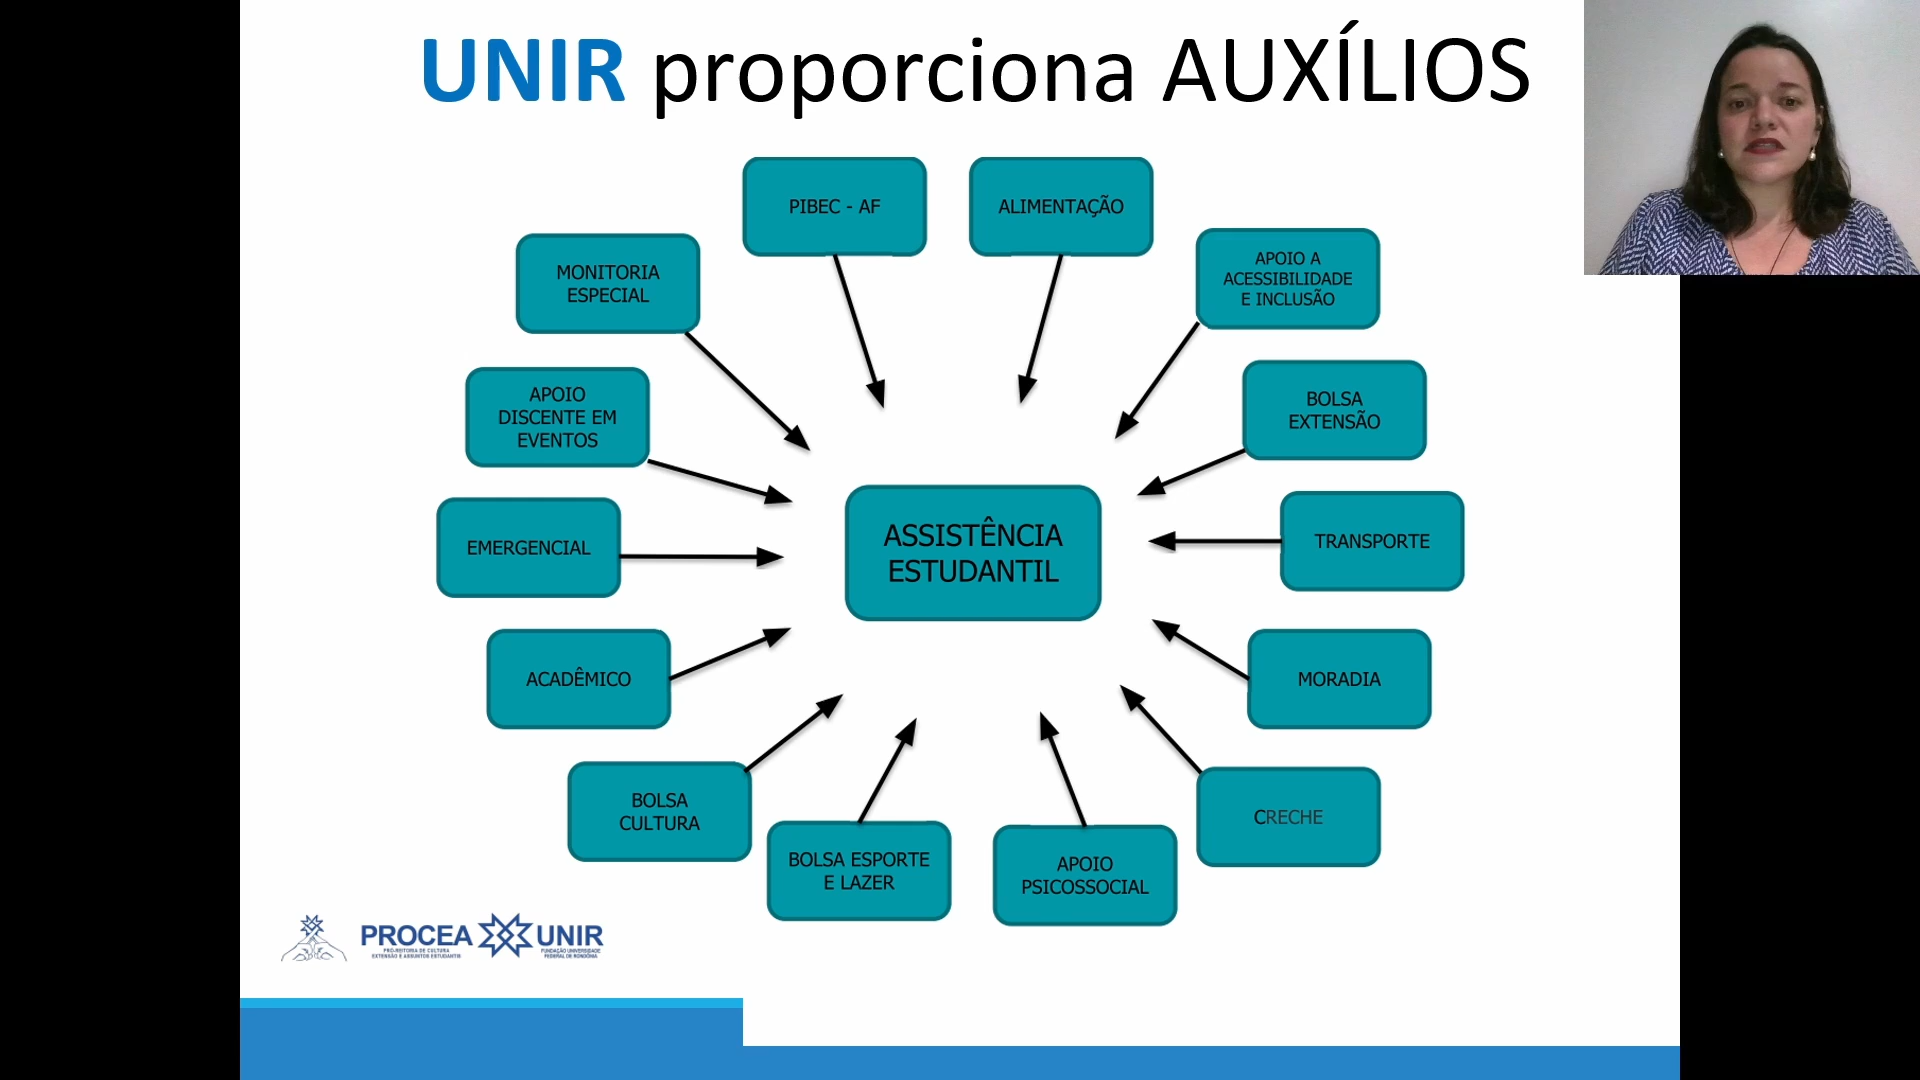 UNIR proporciona AUXÍLIOS
PIBEC - AF
ALIMENTAÇÃO
MONITORIA
ESPECIAL
APOIO A
ACESSIBILIDADE
E INCLUSÃO
APOIO
DISCENTE EM
EVENTOS
BOLSA
EXTENSÃO
EMERGENCIAL
ASSISTÊNCIA
ESTUDANTIL
TRANSPORTE
ACADÊMICO
MORADIA
BOLSA
CULTURA
CRECHE
BOLSA ESPORTE
E LAZER
APOIO
PSICOSSOCIAL
PROCEA
PRÓ-REITORIA DE CULTURA
EXTENSÃO E ASSUNTOS ESTUDANTIS
UNIR
FUNDAÇÃO UNIVERSIDADE
FEDERAL DE RONDÔNIA